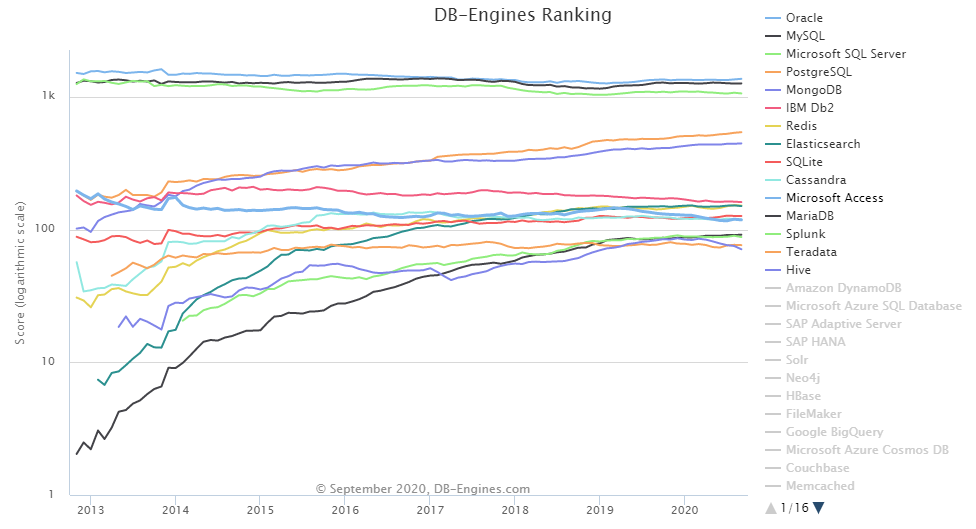 DB-Engines Ranking
Score (logarithmic scale)
1k
100
10
1
2013 2014 2015 2016 2017 2018 2019 2020
© September 2020, DB-Engines.com
Oracle
MySQL
Microsoft SQL Server
PostgreSQL
MongoDB
IBM Db2
Redis
Elasticsearch
SQLite
Cassandra
Microsoft Access
MariaDB
Splunk
Teradata
Hive
Amazon DynamoDB
Microsoft Azure SQL Database
SAP Adaptive Server
SAP HANA
Solr
Neo4j
HBase
FileMaker
Google BigQuery
Microsoft Azure Cosmos DB
Couchbase
Memcached
1/16